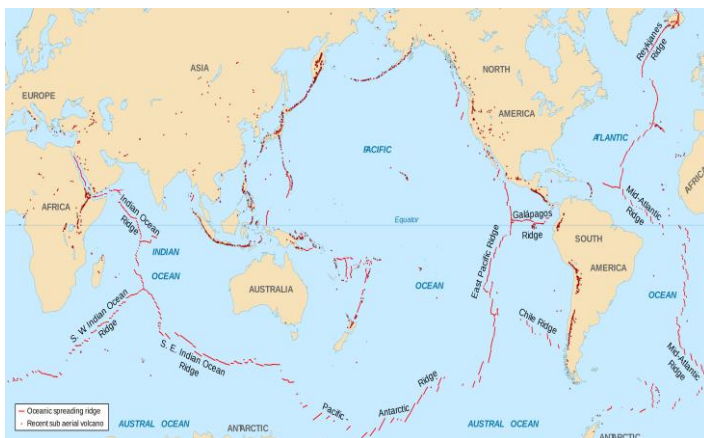 Reykjanes
Ridge
ASIA
NORTH
EUROPE
AMERICA
ATLANTIC
PACIFIC
AFRICA
AFRICA
Mid-Atlantic
Ridge
Indian Ocean
Ridge
Galápagos
Ridge
Equator
INDIAN
OCEAN
East Pacific Ridge
SOUTH
AMERICA
AUSTRALIA
OCEAN
OCEAN
S. W. Indian Ocean
Ridge
Chile Ridge
S. E. Indian Ocean
Ridge
Mid-Atlantic
Ridge
Pacific - Antarctic Ridge
Oceanic spreading ridge
Recent sub aerial volcano
AUSTRAL OCEAN
ANTARCTIC
AUSTRAL OCEAN
ANTARCTIC